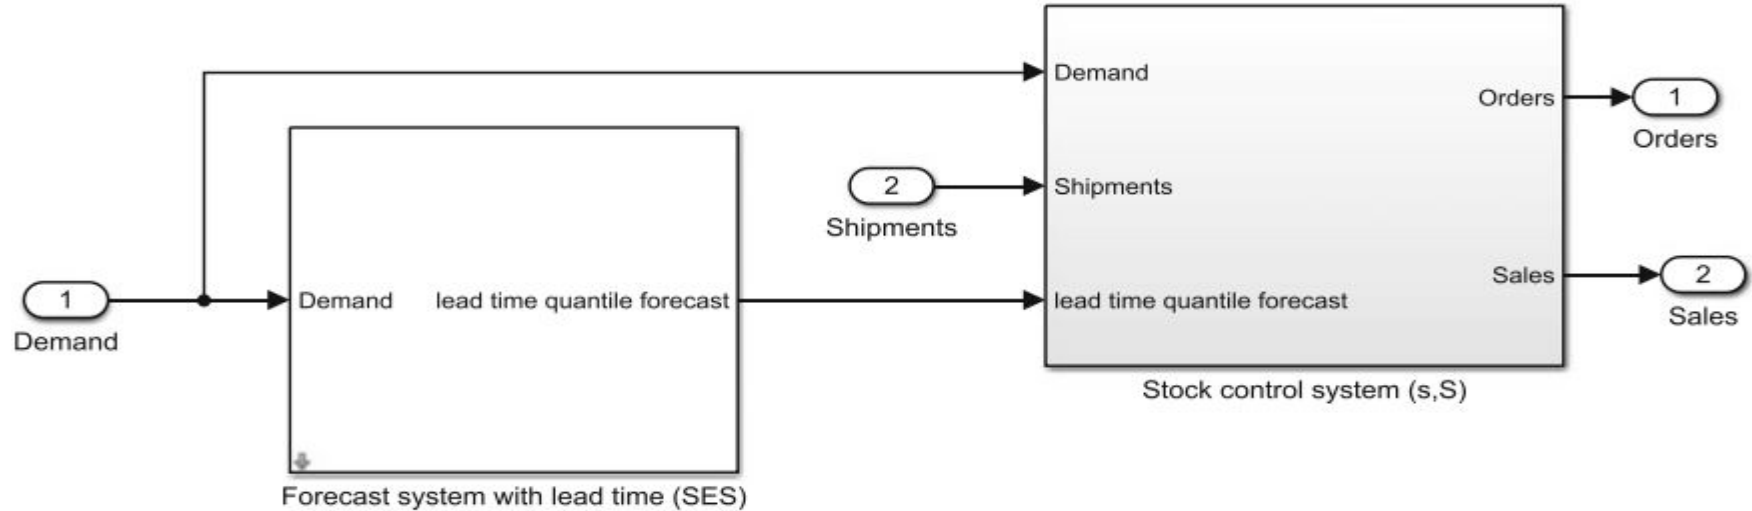 Demand
Orders
1
Orders
2
Shipments
Shipments
Sales
2
Sales
1
Demand
Demand
lead time quantile forecast
lead time quantile forecast
Stock control system (s,S)
Forecast system with lead time (SES)